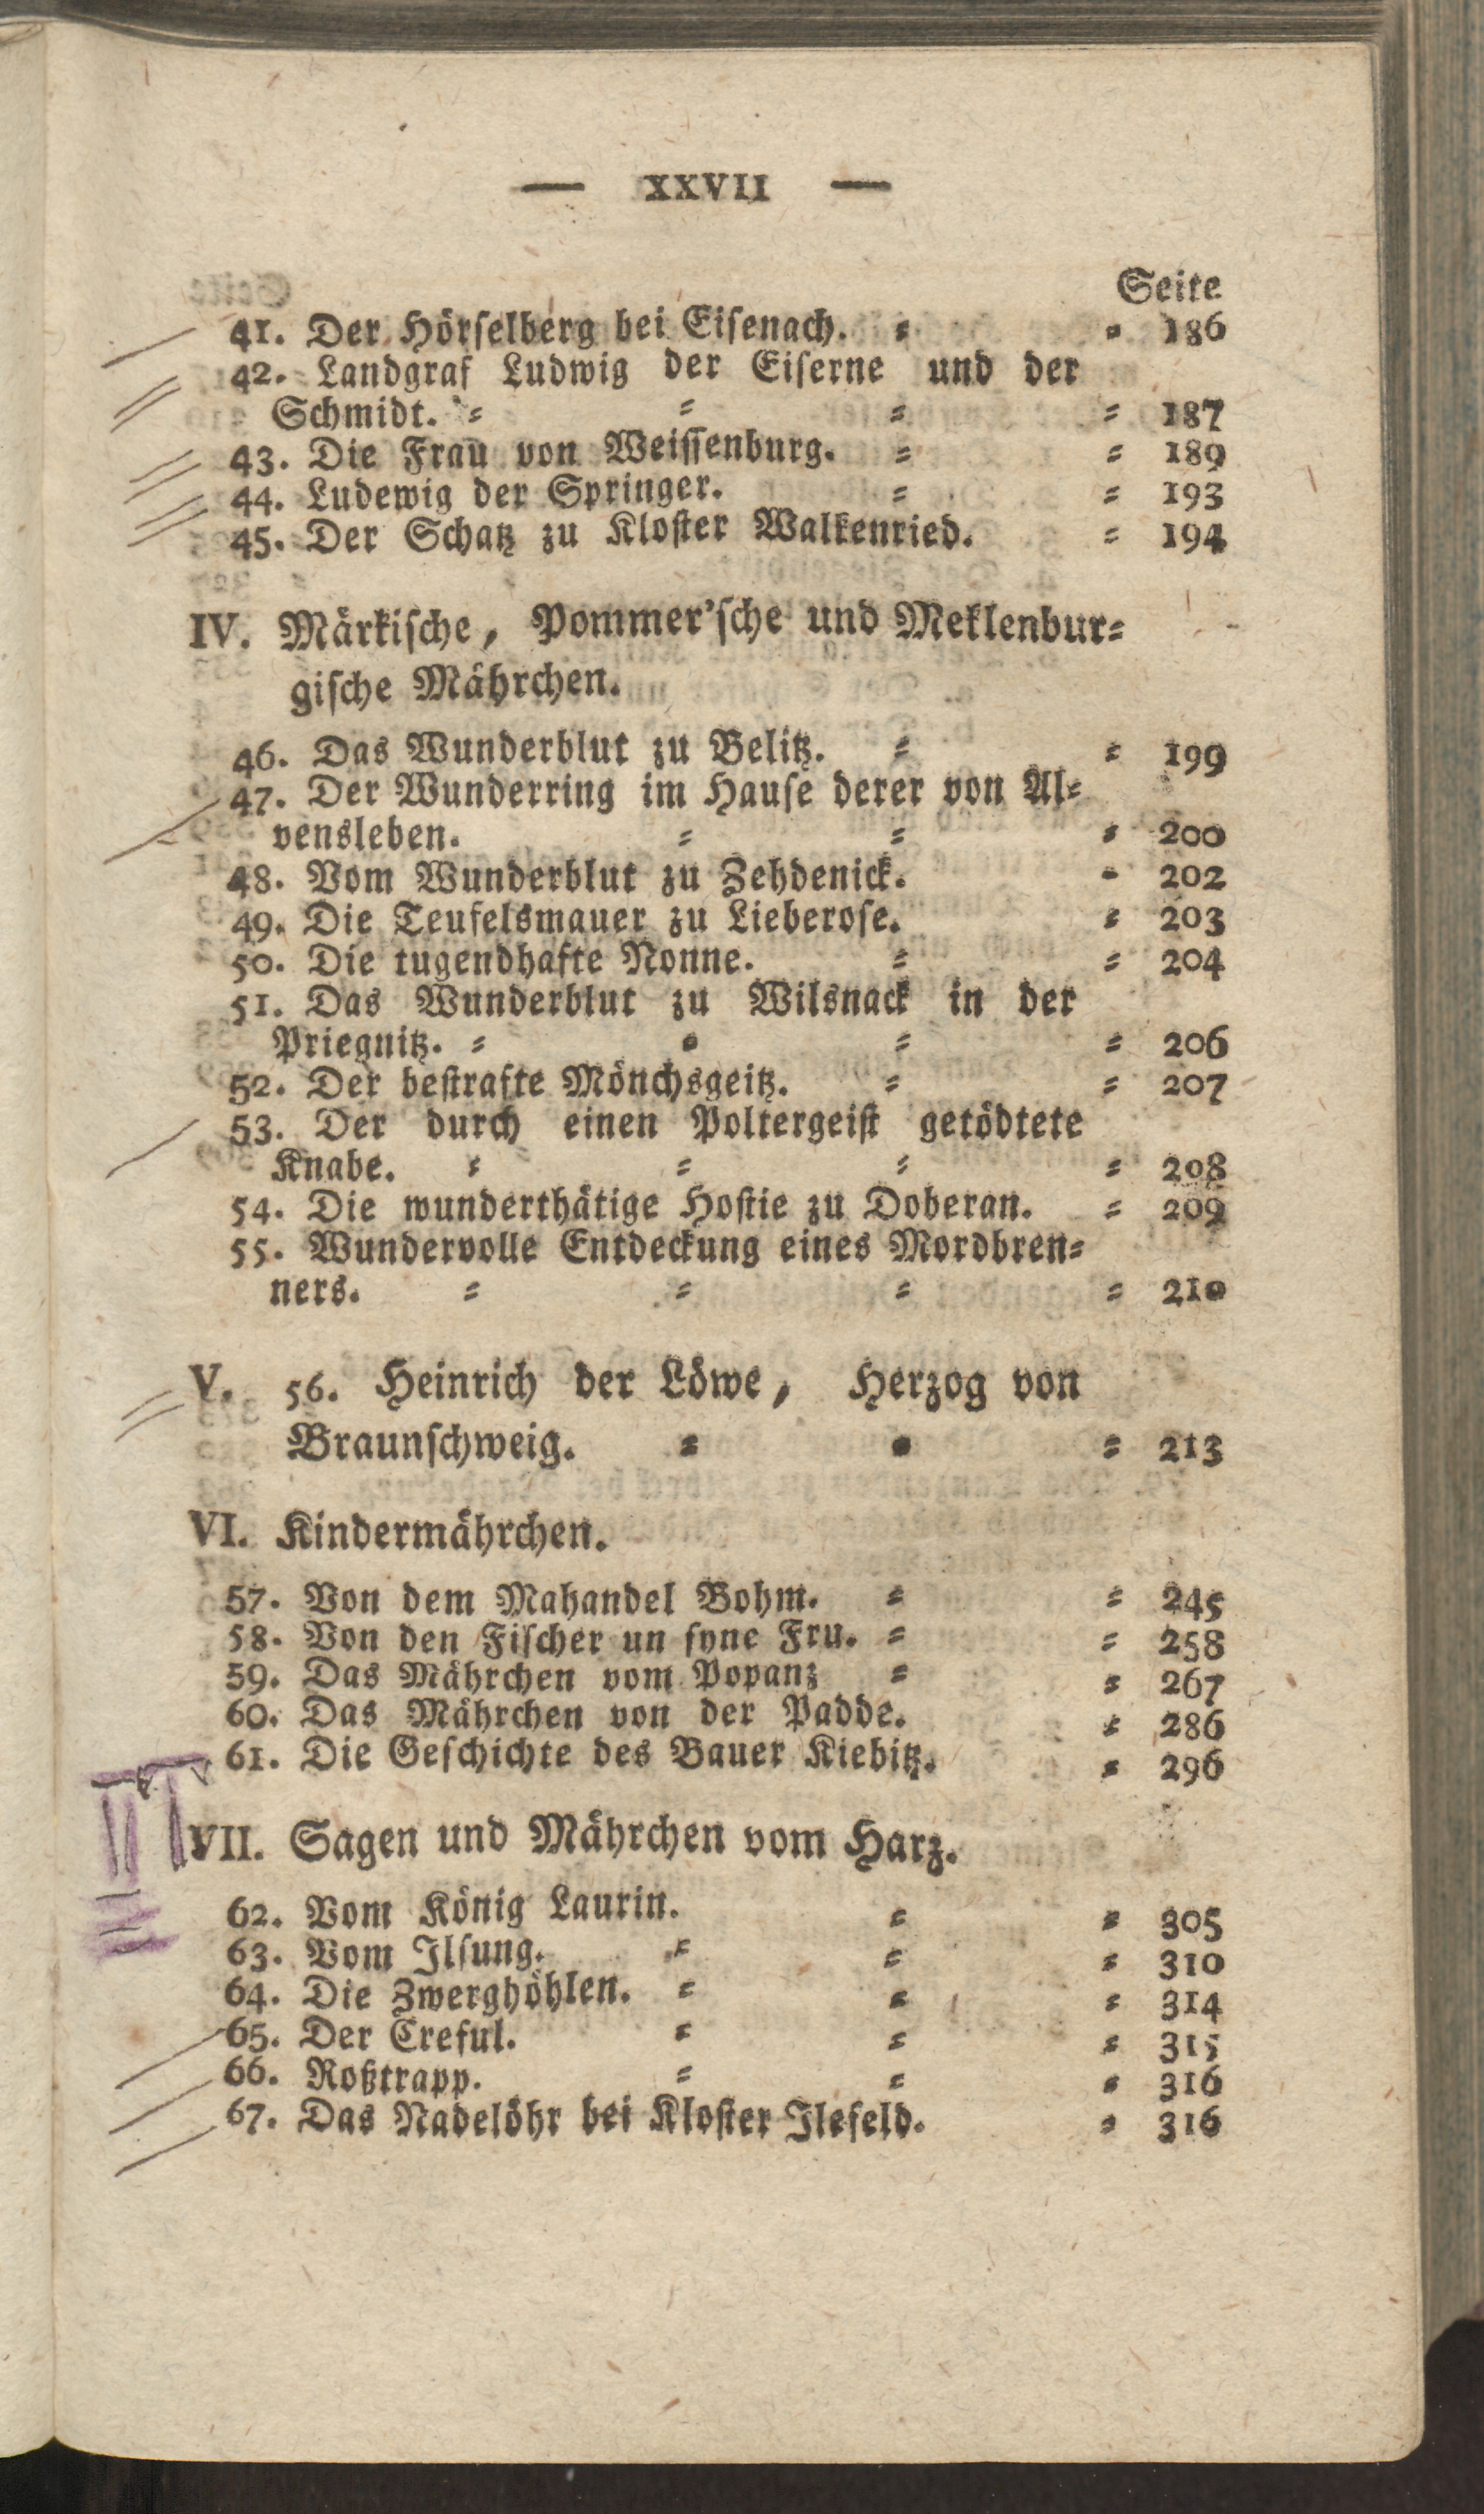 — XXVII —
Seite
41. Der Hörselberg bei Eisenach. = = 186
42. Landgraf Ludwig der Eiserne und der
Schmidt. = = = = 187
43. Die Frau von Weissenburg. = = 189
44. Ludewig der Springer. = = 193
45. Der Schatz zu Kloster Walkenried. = 194
IV. Märkische, Pommer'sche und Meklenbur=
gische Mährchen.
46. Das Wunderblut zu Belitz. = = 199
47. Der Wunderring im Hause derer von Al=
vensleben. = = = 200
48. Vom Wunderblut zu Zehdenick. = 202
49. Die Teufelsmauer zu Lieberose. = 203
50. Die tugendhafte Nonne. = = 204
51. Das Wunderblut zu Wilsnack in der
Priegnitz. = = = = 206
52. Der bestrafte Mönchsgeitz. = = 207
53. Der durch einen Poltergeist getödtete
Knabe. = = = = 208
54. Die wunderthätige Hostie zu Doberan. = 209
55. Wundervolle Entdeckung eines Mordbren=
ners. = = = = 210
V. 56. Heinrich der Löwe, Herzog von
Braunschweig. = = = 213
VI. Kindermährchen.
57. Von dem Mahandel Bohm. = = 245
58. Von den Fischer un syne Fru. = = 258
59. Das Mährchen vom Popanz = = 267
60. Das Mährchen von der Padde. = 286
61. Die Geschichte des Bauer Kiebitz. = 296
VII. Sagen und Mährchen vom Harz.
62. Vom König Laurin. = = 305
63. Vom Ilsung. = = = 310
64. Die Zwerghöhlen. = = = 314
65. Der Creful. = = = 315
66. Roßtrapp. = = = 316
67. Das Nadelöhr bei Kloster Ilefeld. = 316